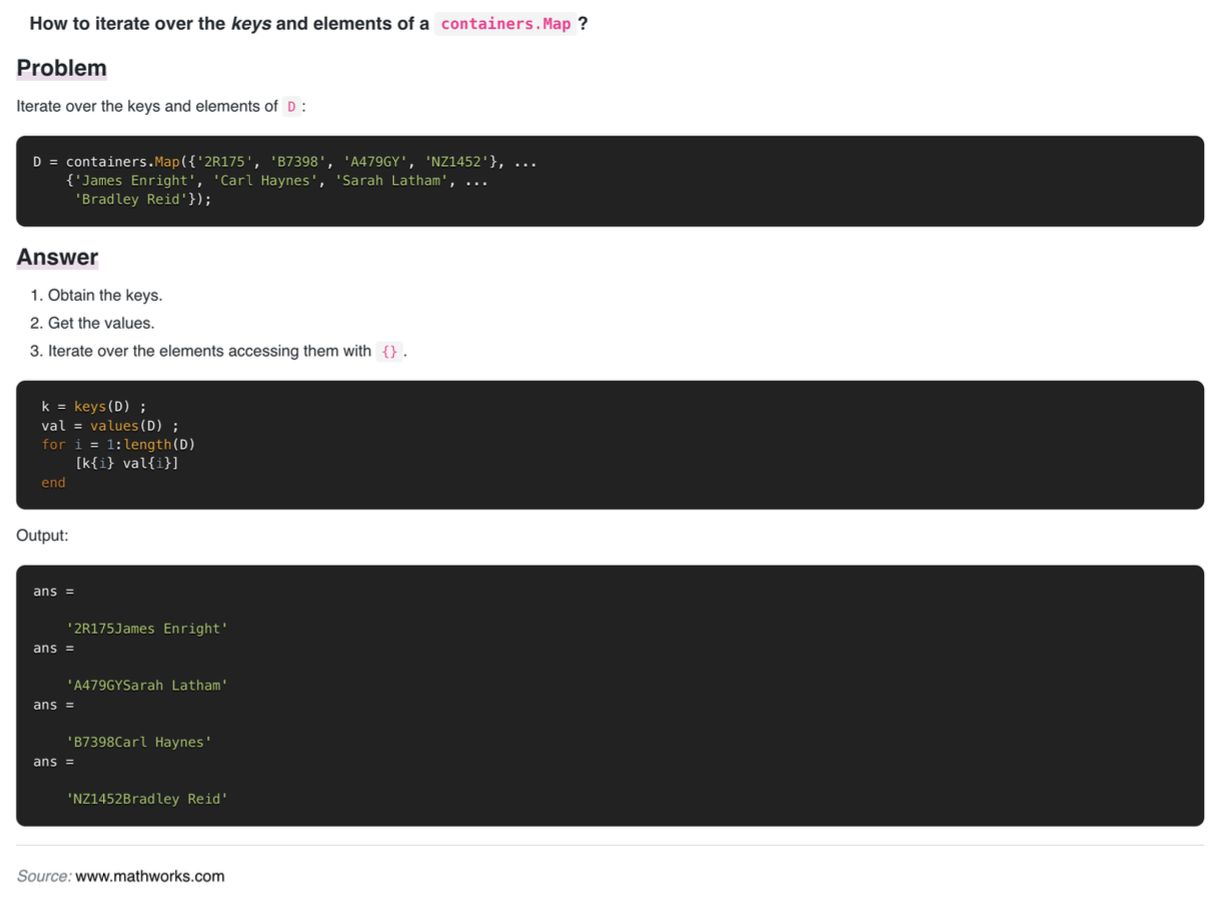 How to iterate over the keys and elements of a containers.Map ?
Problem
Iterate over the keys and elements of D :
D = containers.Map({'2R175', 'B7398', 'A479GY', 'NZ1452'}, ...
    {'James Enright', 'Carl Haynes', 'Sarah Latham', ...
     'Bradley Reid'});
Answer
1. Obtain the keys.
2. Get the values.
3. Iterate over the elements accessing them with {} .
k = keys(D) ;
val = values(D) ;
for i = 1:length(D)
    [k{i} val{i}]
end
Output:
ans =
    '2R175James Enright'
ans =
    'A479GYSarah Latham'
ans =
    'B7398Carl Haynes'
ans =
    'NZ1452Bradley Reid'
Source: www.mathworks.com